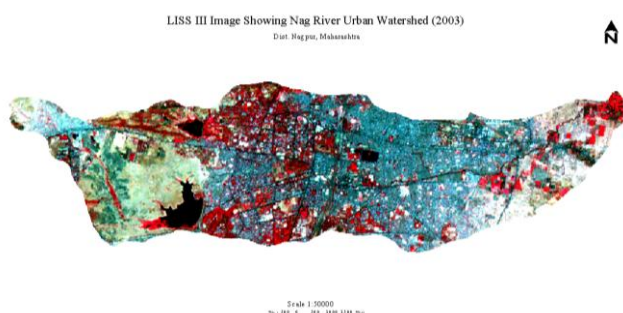 LISS III Image Showing Nag River Urban Watershed (2003)
Dist. Nagpur, Maharashtra
N
Scale 1:50000